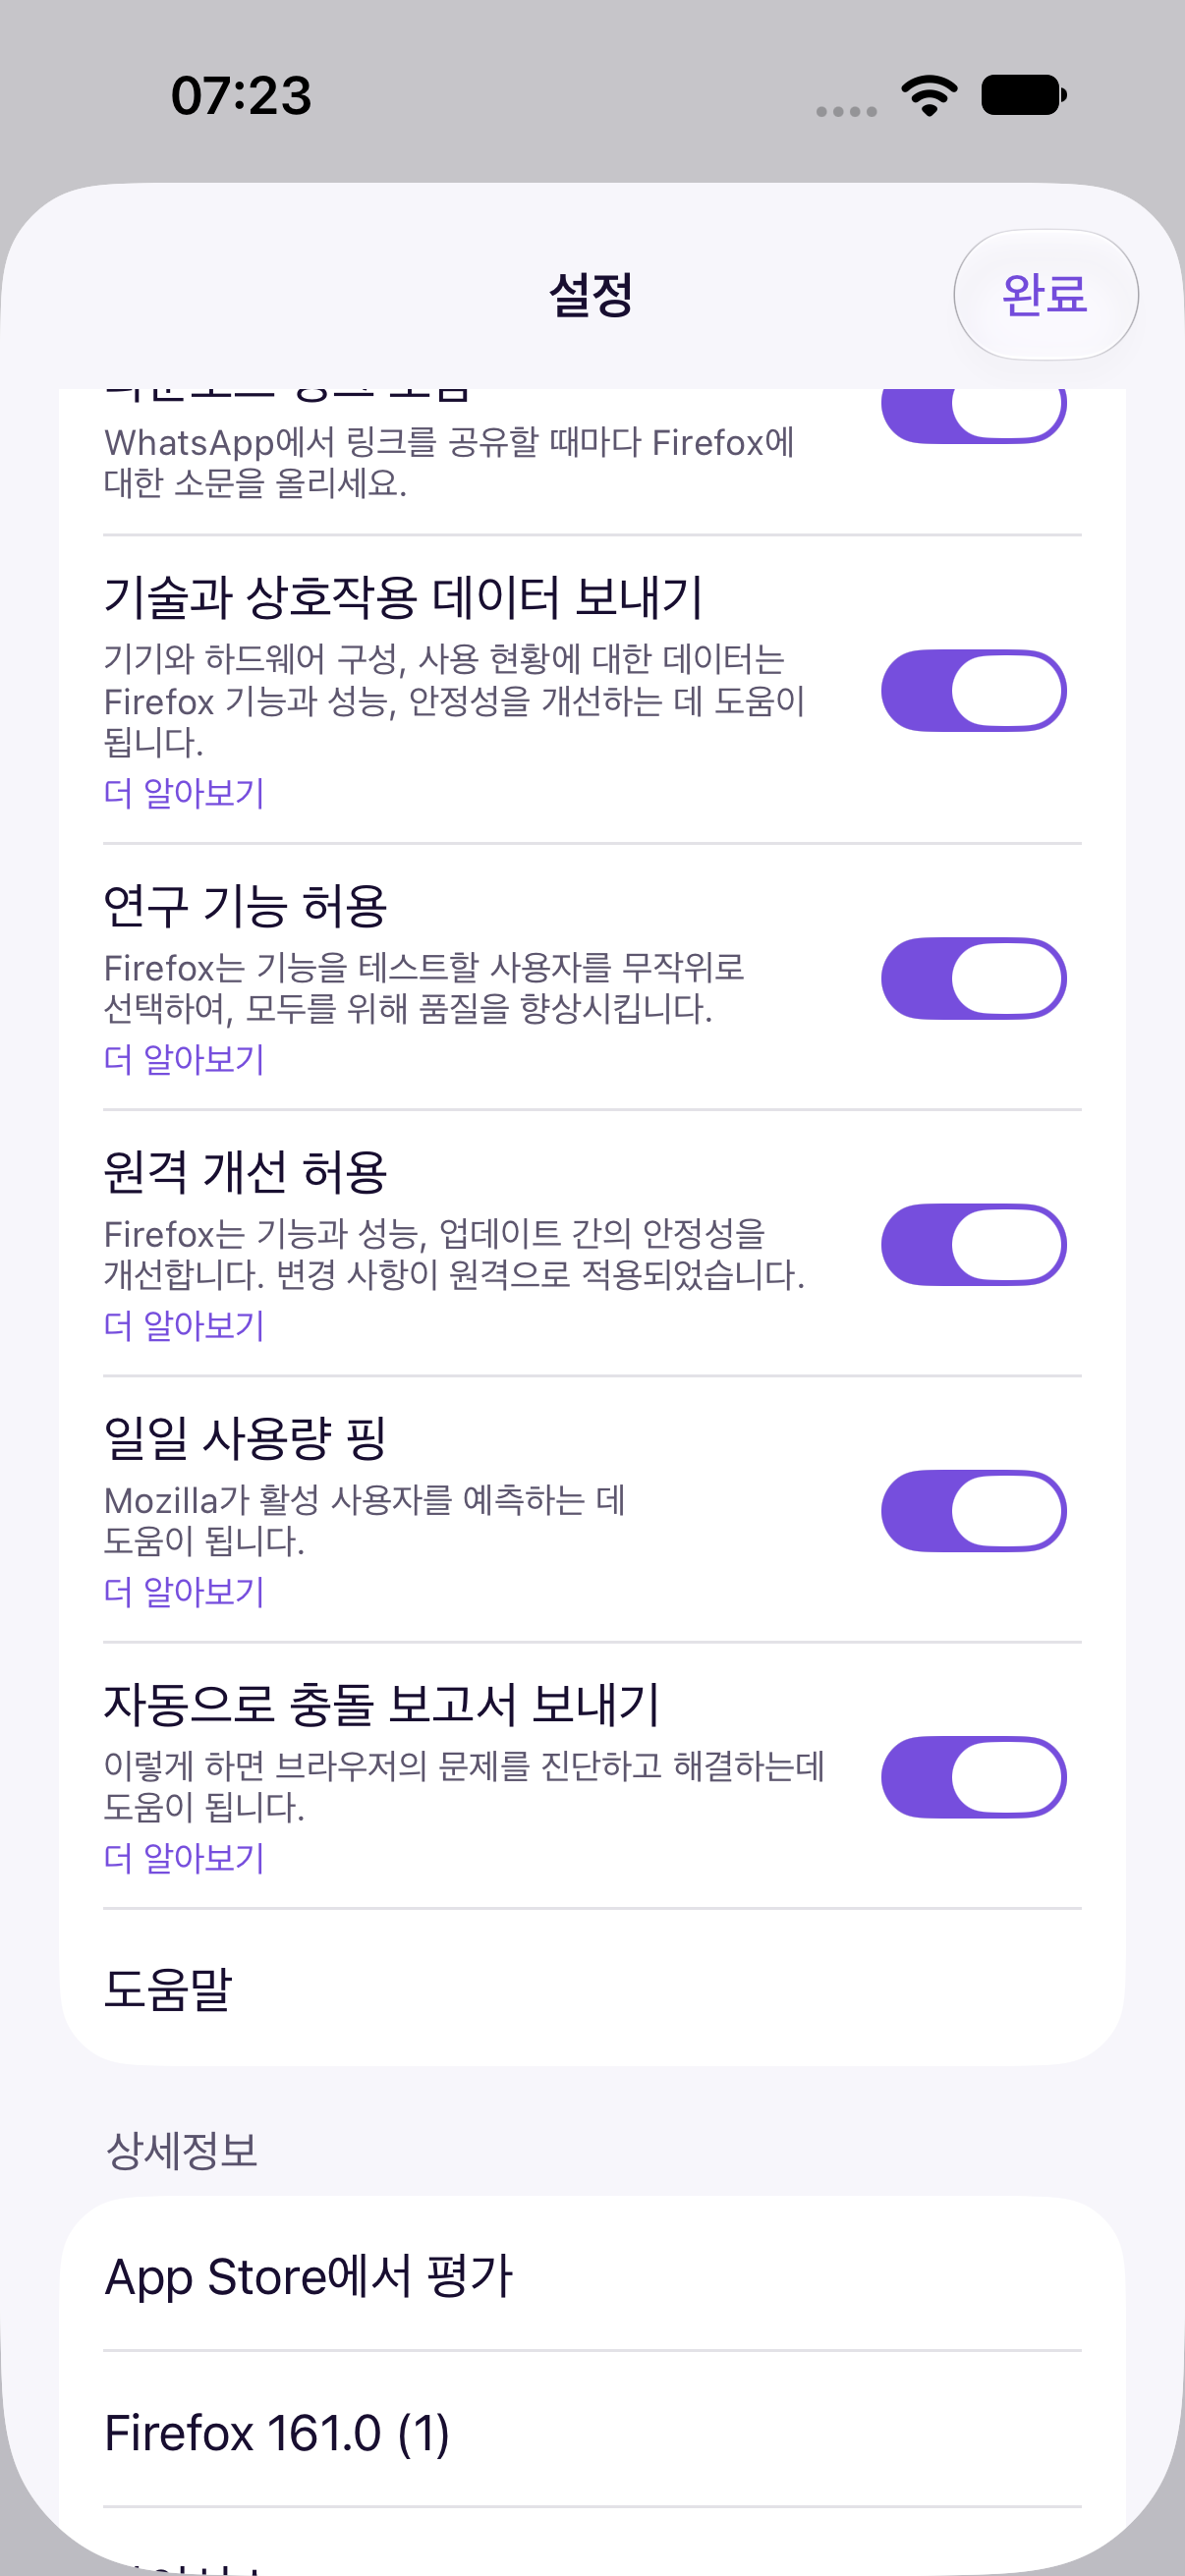 07:23
설정
완료
WhatsApp에서 링크를 공유할 때마다 Firefox에
대한 소문을 올리세요.
기술과 상호작용 데이터 보내기
기기와 하드웨어 구성, 사용 현황에 대한 데이터는
Firefox 기능과 성능, 안정성을 개선하는 데 도움이
됩니다.
더 알아보기
연구 기능 허용
Firefox는 기능을 테스트할 사용자를 무작위로
선택하여, 모두를 위해 품질을 향상시킵니다.
더 알아보기
원격 개선 허용
Firefox는 기능과 성능, 업데이트 간의 안정성을
개선합니다. 변경 사항이 원격으로 적용되었습니다.
더 알아보기
일일 사용량 핑
Mozilla가 활성 사용자를 예측하는 데
도움이 됩니다.
더 알아보기
자동으로 충돌 보고서 보내기
이렇게 하면 브라우저의 문제를 진단하고 해결하는데
도움이 됩니다.
더 알아보기
도움말
상세정보
App Store에서 평가
Firefox 161.0 (1)